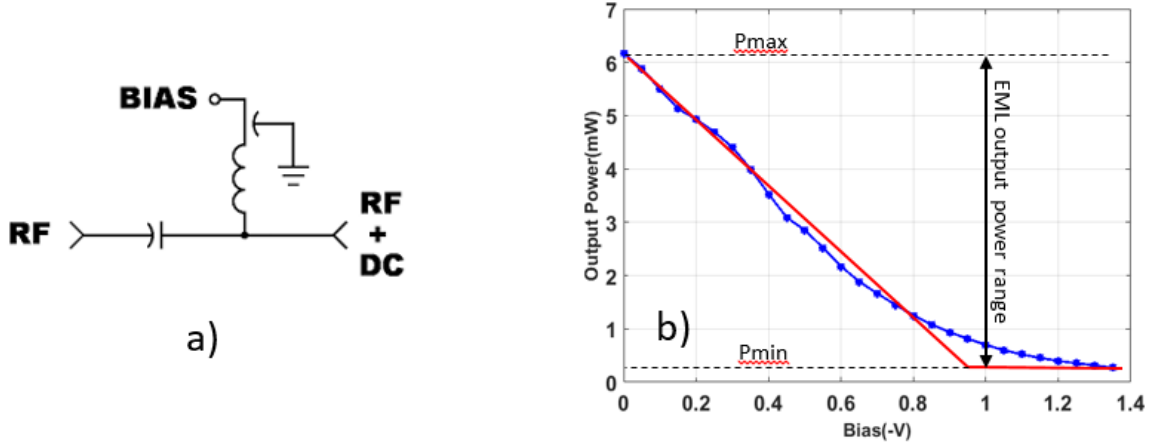 BIAS
RF
RF
+
DC
a)
Output Power(mW)
7
6
5
4
3
2
1
0
Pmax
Pmin
EML output power range
b)
0
0.2
0.4
0.6
0.8
1
1.2
1.4
Bias(-V)